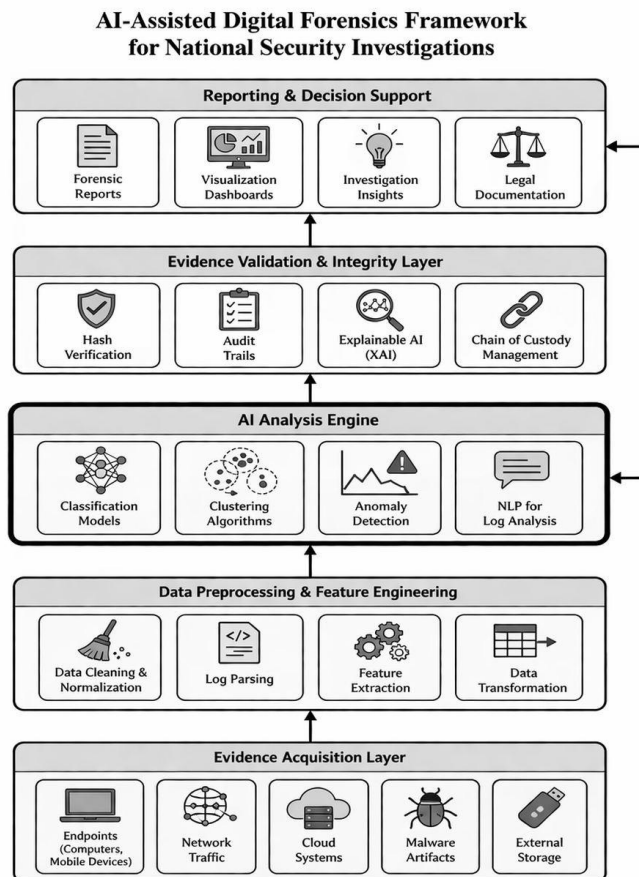 AI-Assisted Digital Forensics Framework
for National Security Investigations
Reporting & Decision Support
Forensic
Reports
Visualization
Dashboards
Investigation
Insights
Legal
Documentation
Evidence Validation & Integrity Layer
Hash
Verification
Audit
Trails
Explainable AI
(XAI)
Chain of Custody
Management
AI Analysis Engine
Classification
Models
Clustering
Algorithms
Anomaly
Detection
NLP for
Log Analysis
Data Preprocessing & Feature Engineering
Data Cleaning &
Normalization
</>
Log Parsing
Feature
Extraction
Data
Transformation
Evidence Acquisition Layer
Endpoints
(Computers,
Mobile Devices)
Network
Traffic
Cloud
Systems
Malware
Artifacts
External
Storage